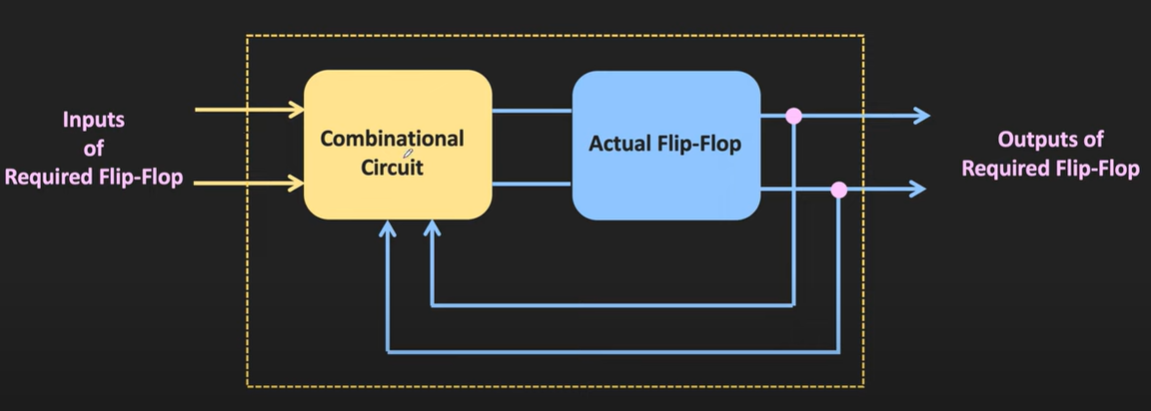 Inputs
of
Required Flip-Flop
Combinational
Circuit
Actual Flip-Flop
Outputs of
Required Flip-Flop